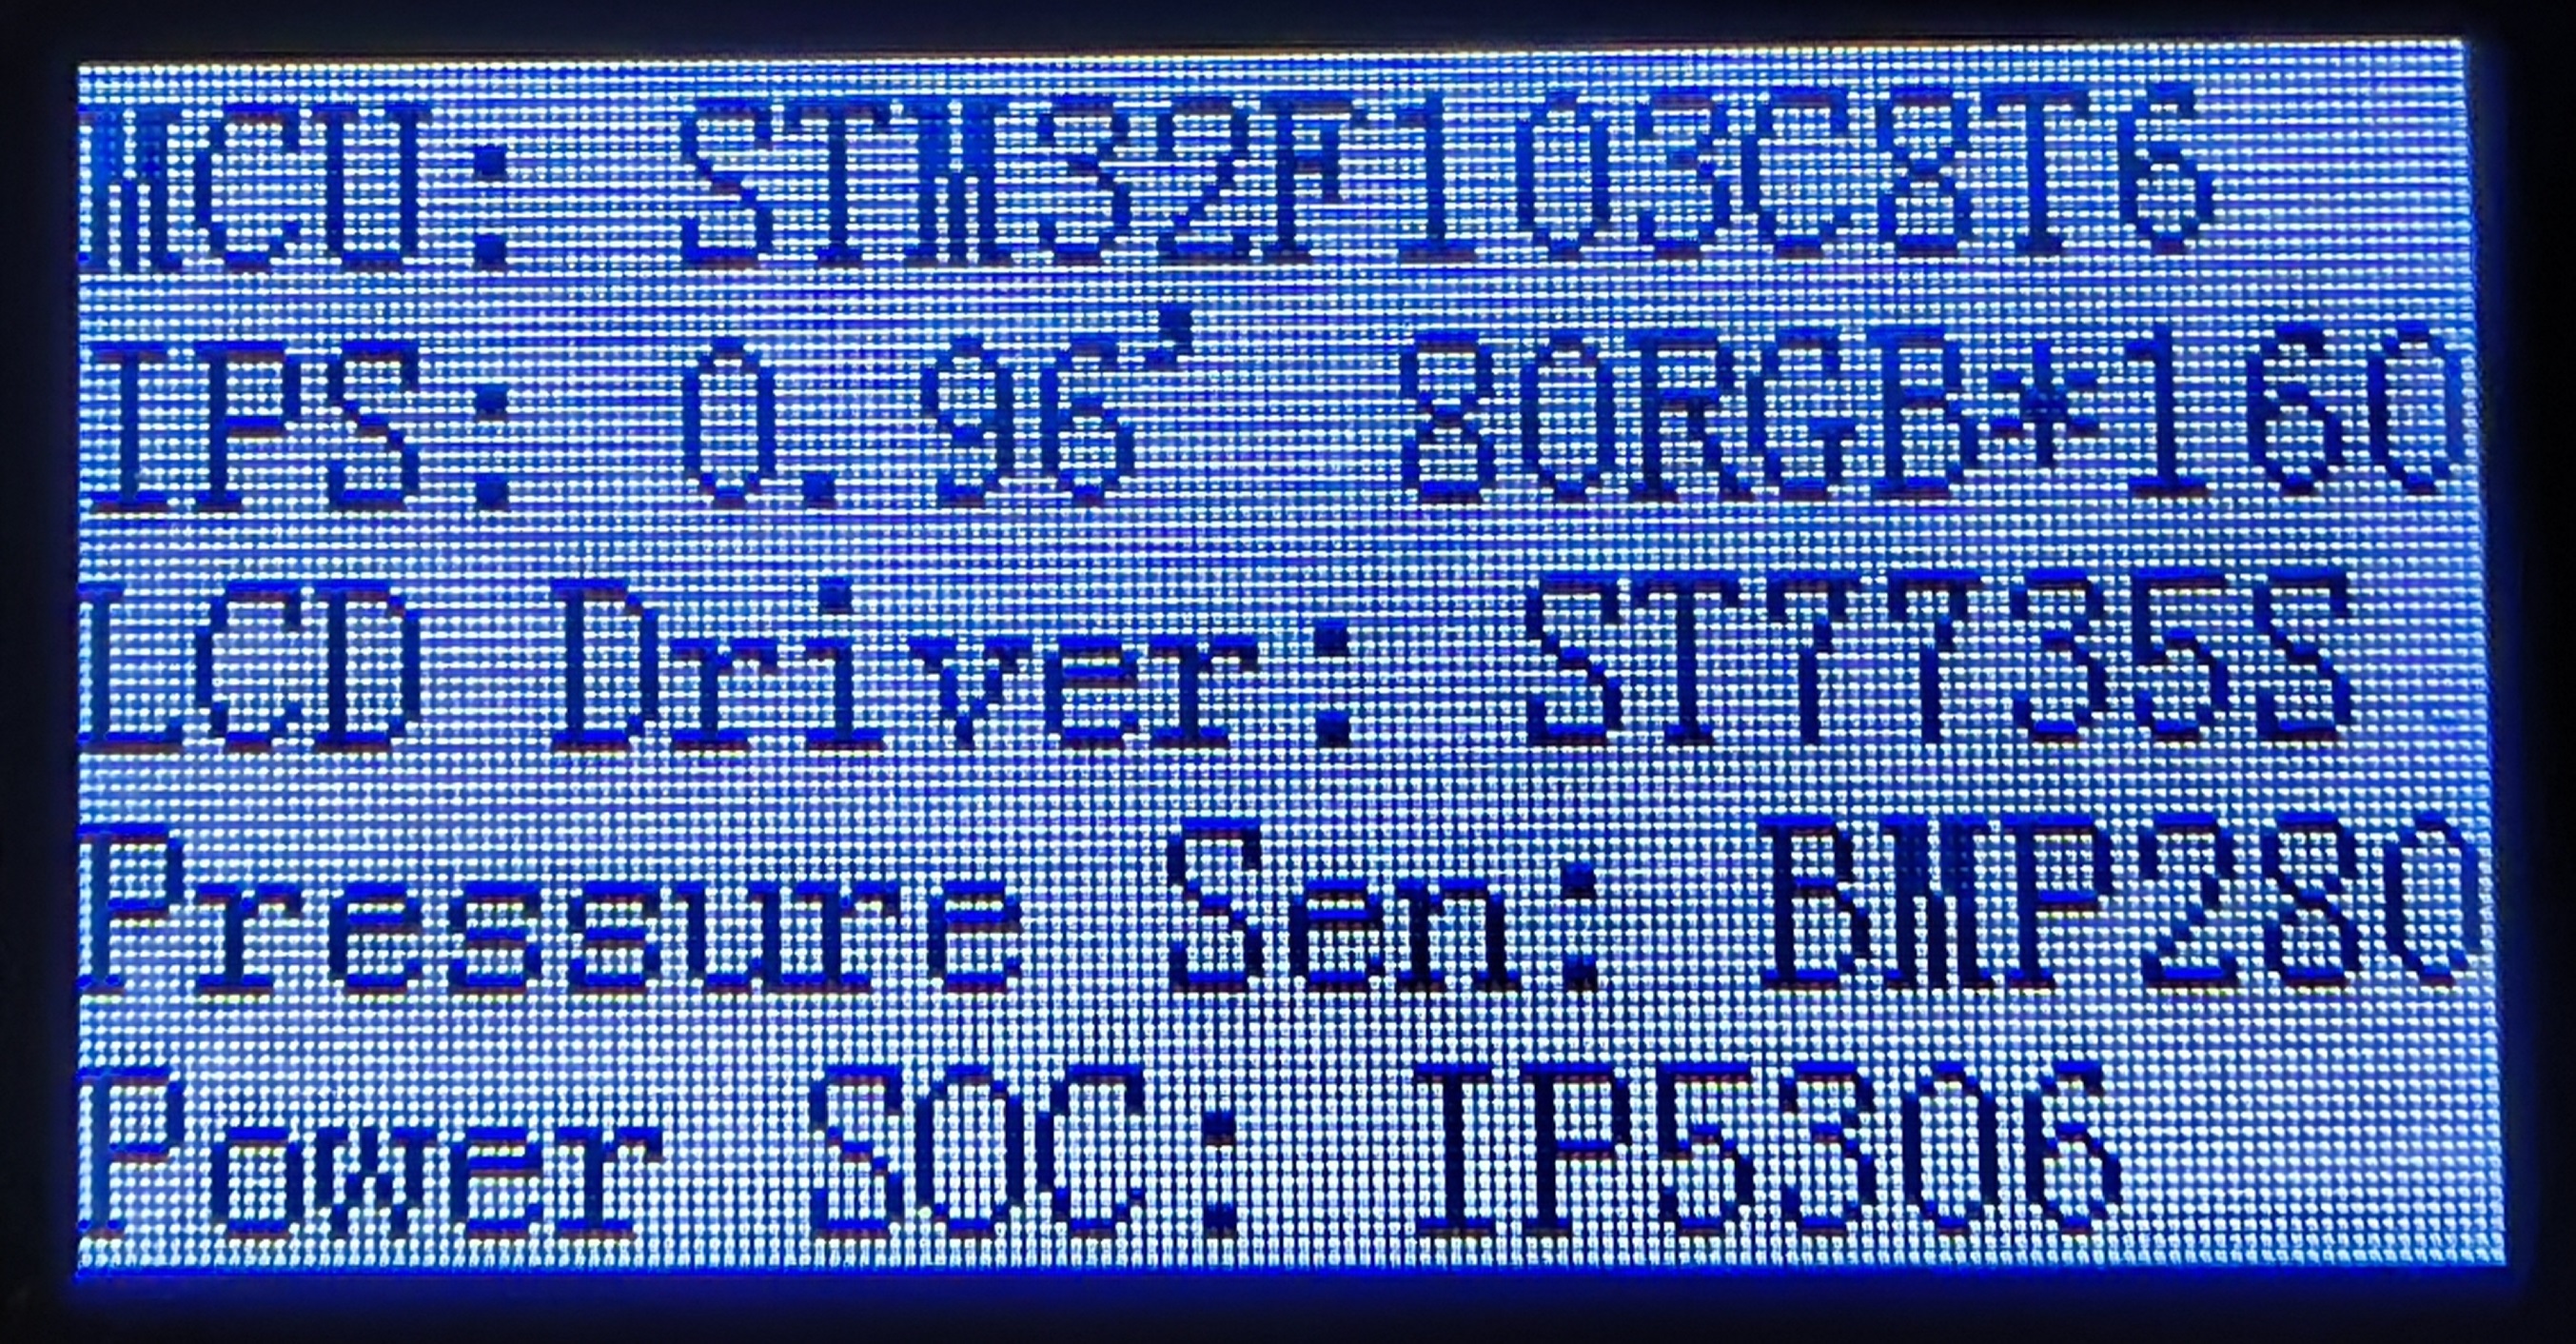 MCU: STM32F103C8T6
IPS: 0.96' 80RGB*160
LCD Driver: ST7735S
Pressure Sen: BMP280
Power SOC: IP5306